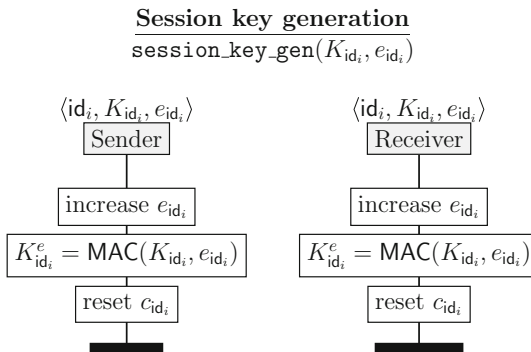 Session key generation
session_key_gen(K_{id_i}, e_{id_i})
⟨id_i, K_{id_i}, e_{id_i}⟩ ⟨id_i, K_{id_i}, e_{id_i}⟩
Sender Receiver
increase e_{id_i} increase e_{id_i}
K^e_{id_i} = MAC(K_{id_i}, e_{id_i}) K^e_{id_i} = MAC(K_{id_i}, e_{id_i})
reset c_{id_i} reset c_{id_i}